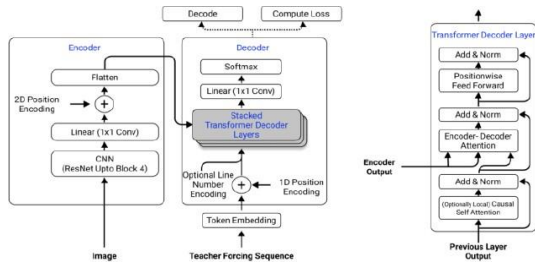 Decode
Compute Loss
Encoder
Flatten
2D Position
Encoding
Linear (1x1 Conv)
CNN
(ResNet Upto Block 4)
Image
Decoder
Softmax
Linear (1x1 Conv)
Stacked
Transformer Decoder
Layers
Optional Line
Number
Encoding
1D Position
Encoding
Token Embedding
Teacher Forcing Sequence
Transformer Decoder Layer
Add & Norm
Positionwise
Feed Forward
Add & Norm
Encoder- Decoder
Attention
Encoder
Output
Add & Norm
(Optionally Local) Causal
Self Attention
Previous Layer
Output